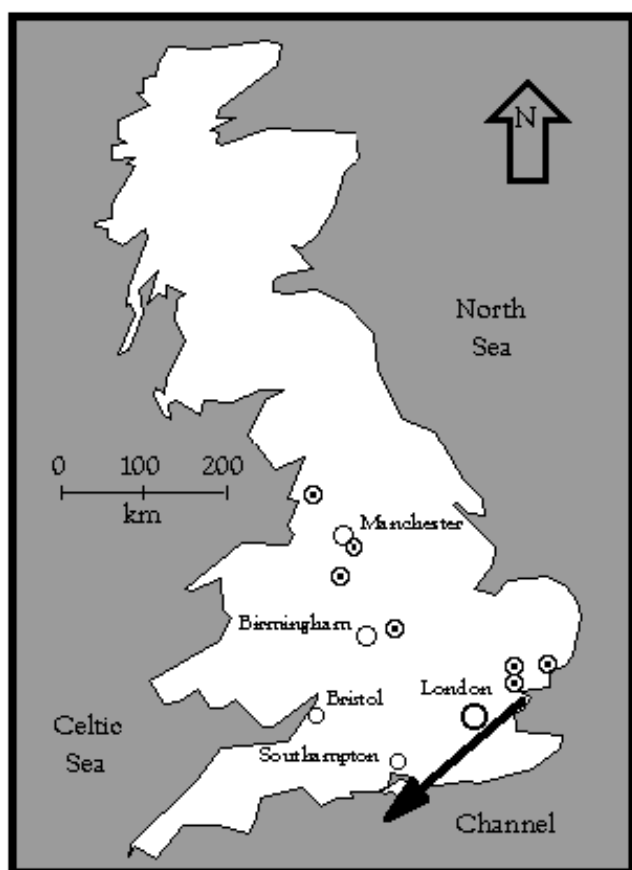 N
North
Sea
0 100 200
km
Manchester
Birmingham
Bristol
London
Celtic
Sea
Southampton
Channel